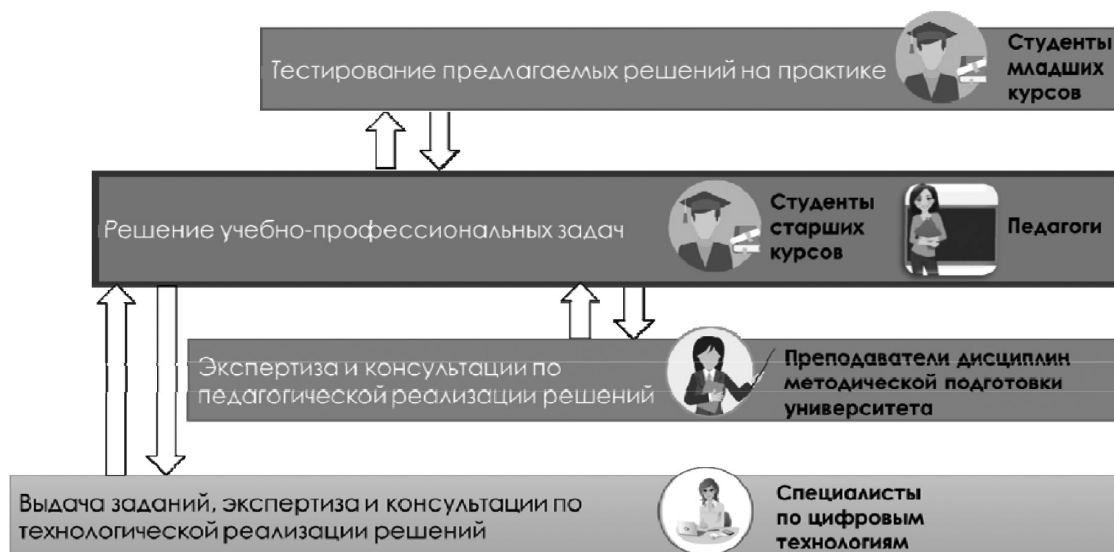 Тестирование предлагаемых решений на практике
Студенты
младших
курсов
Решение учебно-профессиональных задач
Студенты
старших
курсов
Педагоги
Экспертиза и консультации по
педагогической реализации решений
Преподаватели дисциплин
методической подготовки
университета
Выдача заданий, экспертиза и консультации по
технологической реализации решений
Специалисты
по цифровым
технологиям